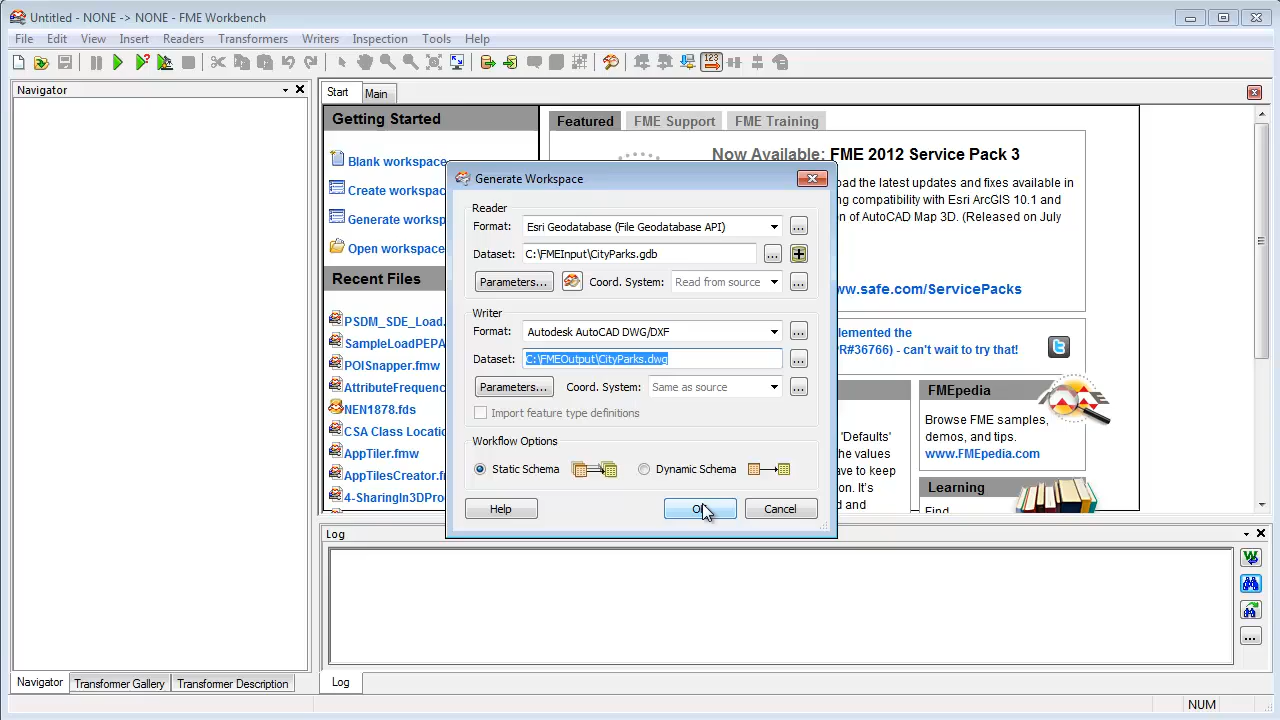 Untitled - NONE -> NONE - FME Workbench
File Edit View Insert Readers Transformers Writers Inspection Tools Help
Navigator
Start Main
Getting Started
Blank workspace
Create workspac
Generate worksp
Open workspace
Recent Files
PSDM_SDE_Load.
SampleLoadPEPA
POISnapper.fmw
AttributeFrequenc
NEN1878.fds
CSA Class Locatio
AppTiler.fmw
AppTilesCreator.f
4-SharingIn3DPro
Featured FME Support FME Training
Now Available: FME 2012 Service Pack 3
oad the latest updates and fixes available in
ng compatibility with Esri ArcGIS 10.1 and
on of AutoCAD Map 3D. (Released on July
ww.safe.com/ServicePacks
lemented the
PR#36766) - can't wait to try that!
'Defaults'
he values
ave to keep
on. It's
rd and
FMEpedia
Browse FME samples,
demos, and tips.
www.FMEpedia.com
Learning
Find
Generate Workspace
Reader
Format: Esri Geodatabase (File Geodatabase API) ...
Dataset: C:\FMEInput\CityParks.gdb ...
Parameters... Coord. System: Read from source ...
Writer
Format: Autodesk AutoCAD DWG/DXF ...
Dataset: C:\FMEOutput\CityParks.dwg ...
Parameters... Coord. System: Same as source ...
Import feature type definitions
Workflow Options
Static Schema Dynamic Schema
Help Cancel
Log
Navigator Transformer Gallery Transformer Description
Log
NUM